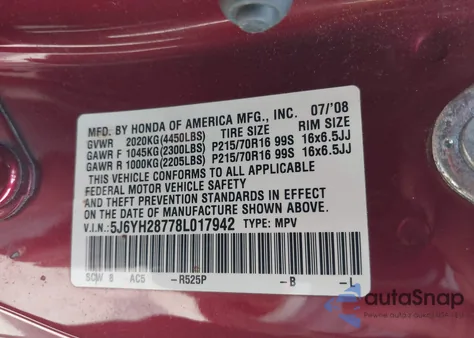 MFD. BY HONDA OF AMERICA MFG., INC. 07/'08
GVWR 2020KG(4450LBS) TIRE SIZE RIM SIZE
GAWR F 1045KG(2300LBS) P215/70R16 99S 16x6.5JJ
GAWR R 1000KG(2205LBS) P215/70R16 99S 16x6.5JJ
THIS VEHICLE CONFORMS TO ALL APPLICABLE
FEDERAL MOTOR VEHICLE SAFETY
AND THEFT PREVENTION STANDARDS IN EFFECT
ON THE DATE OF MANUFACTURE SHOWN ABOVE.
V.I.N.: 5J6YH28778L017942 TYPE: MPV
SCW 8 AC5 -R525P -B -L
autoSnap